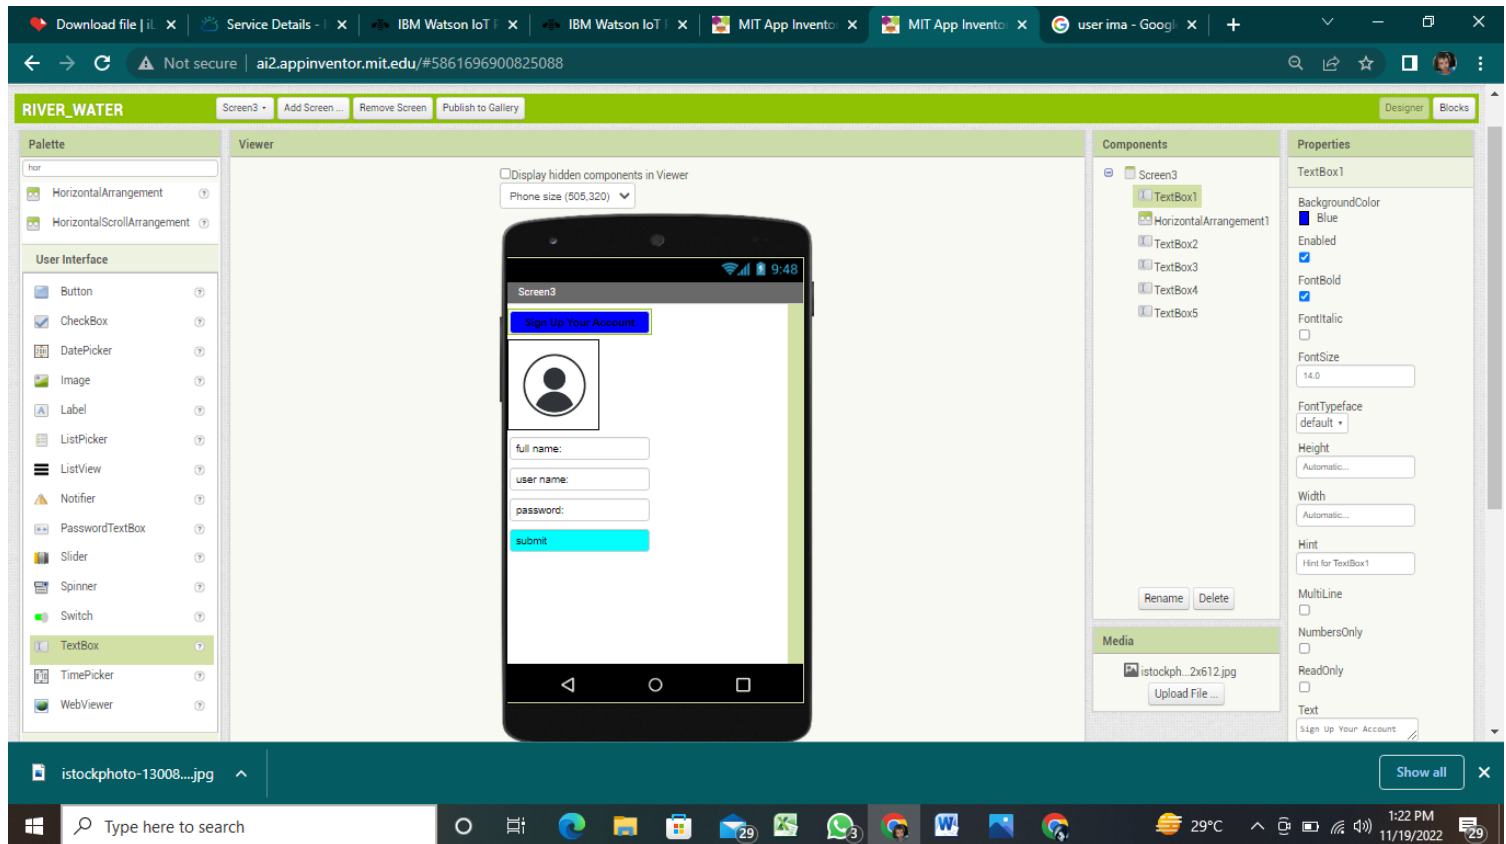 Download file | iL
Service Details - I
IBM Watson IoT P
IBM Watson IoT P
MIT App Invento
MIT App Invento
user ima - Googl
Not secure
ai2.appinventor.mit.edu/#5861696900825088
RIVER_WATER
Screen3
Add Screen ...
Remove Screen
Publish to Gallery
Designer
Blocks
Palette
hor
HorizontalArrangement
HorizontalScrollArrangement
User Interface
Button
CheckBox
DatePicker
Image
Label
ListPicker
ListView
Notifier
PasswordTextBox
Slider
Spinner
Switch
TextBox
TimePicker
WebViewer
Viewer
Display hidden components in Viewer
Phone size (505,320)
9:48
Screen3
Sign Up Your Account
full name:
user name:
password:
submit
Components
Screen3
TextBox1
HorizontalArrangement1
TextBox2
TextBox3
TextBox4
TextBox5
Rename
Delete
Media
istockph...2x612.jpg
Upload File ...
Properties
TextBox1
BackgroundColor
Blue
Enabled
FontBold
FontItalic
FontSize
14.0
FontTypeface
default
Height
Automatic...
Width
Automatic...
Hint
Hint for TextBox1
MultiLine
NumbersOnly
ReadOnly
Text
Sign Up Your Account
istockphoto-13008....jpg
Show all
Type here to search
29
3
29°C
1:22 PM
11/19/2022
29